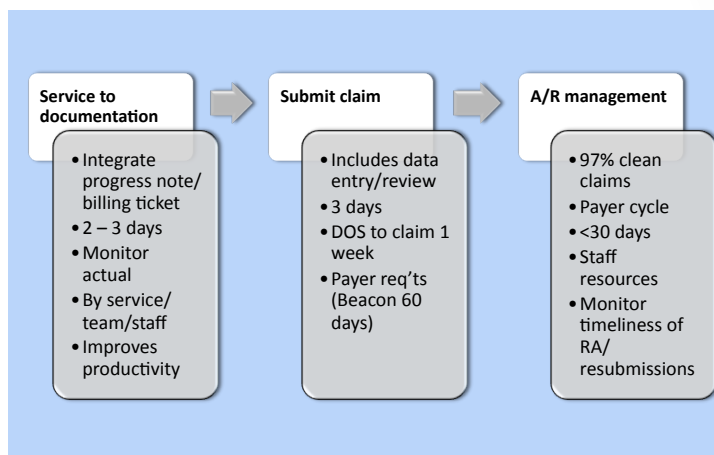 Service to
documentation
• Integrate
progress note/
billing ticket
• 2 – 3 days
• Monitor
actual
• By service/
team/staff
• Improves
productivity
Submit claim
• Includes data
entry/review
• 3 days
• DOS to claim 1
week
• Payer req'ts
(Beacon 60
days)
A/R management
• 97% clean
claims
• Payer cycle
• <30 days
• Staff
resources
• Monitor
timeliness of
RA/
resubmissions